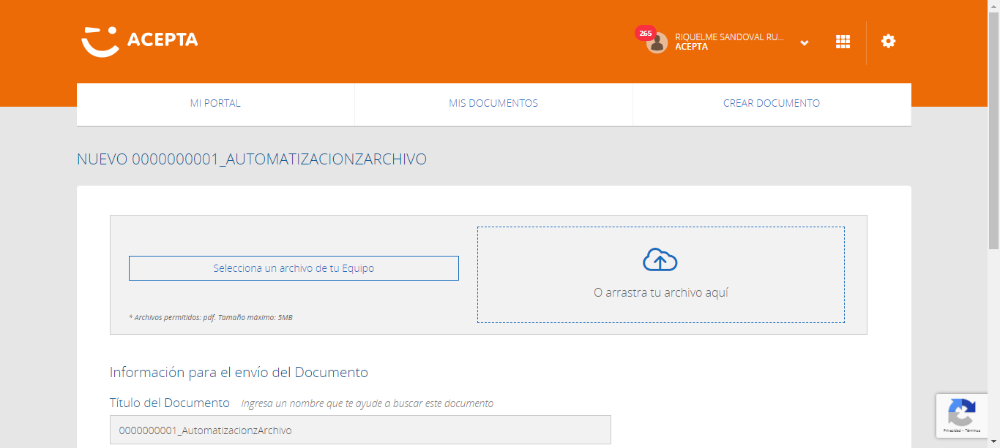 ACEPTA
265
RIQUELME SANDOVAL RU...
ACEPTA
MI PORTAL
MIS DOCUMENTOS
CREAR DOCUMENTO
NUEVO 0000000001_AUTOMATIZACIONZARCHIVO
Selecciona un archivo de tu Equipo
* Archivos permitidos: pdf. Tamaño máximo: 5MB
O arrastra tu archivo aquí
Información para el envío del Documento
Título del Documento Ingresa un nombre que te ayude a buscar este documento
0000000001_AutomatizacionzArchivo
Privacidad - Términos